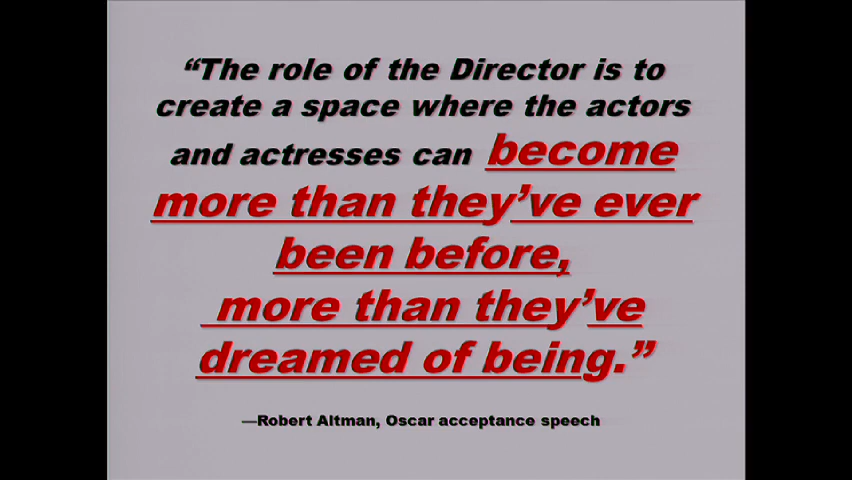 “The role of the Director is to
create a space where the actors
and actresses can become
more than they’ve ever
been before,
more than they’ve
dreamed of being.”
—Robert Altman, Oscar acceptance speech